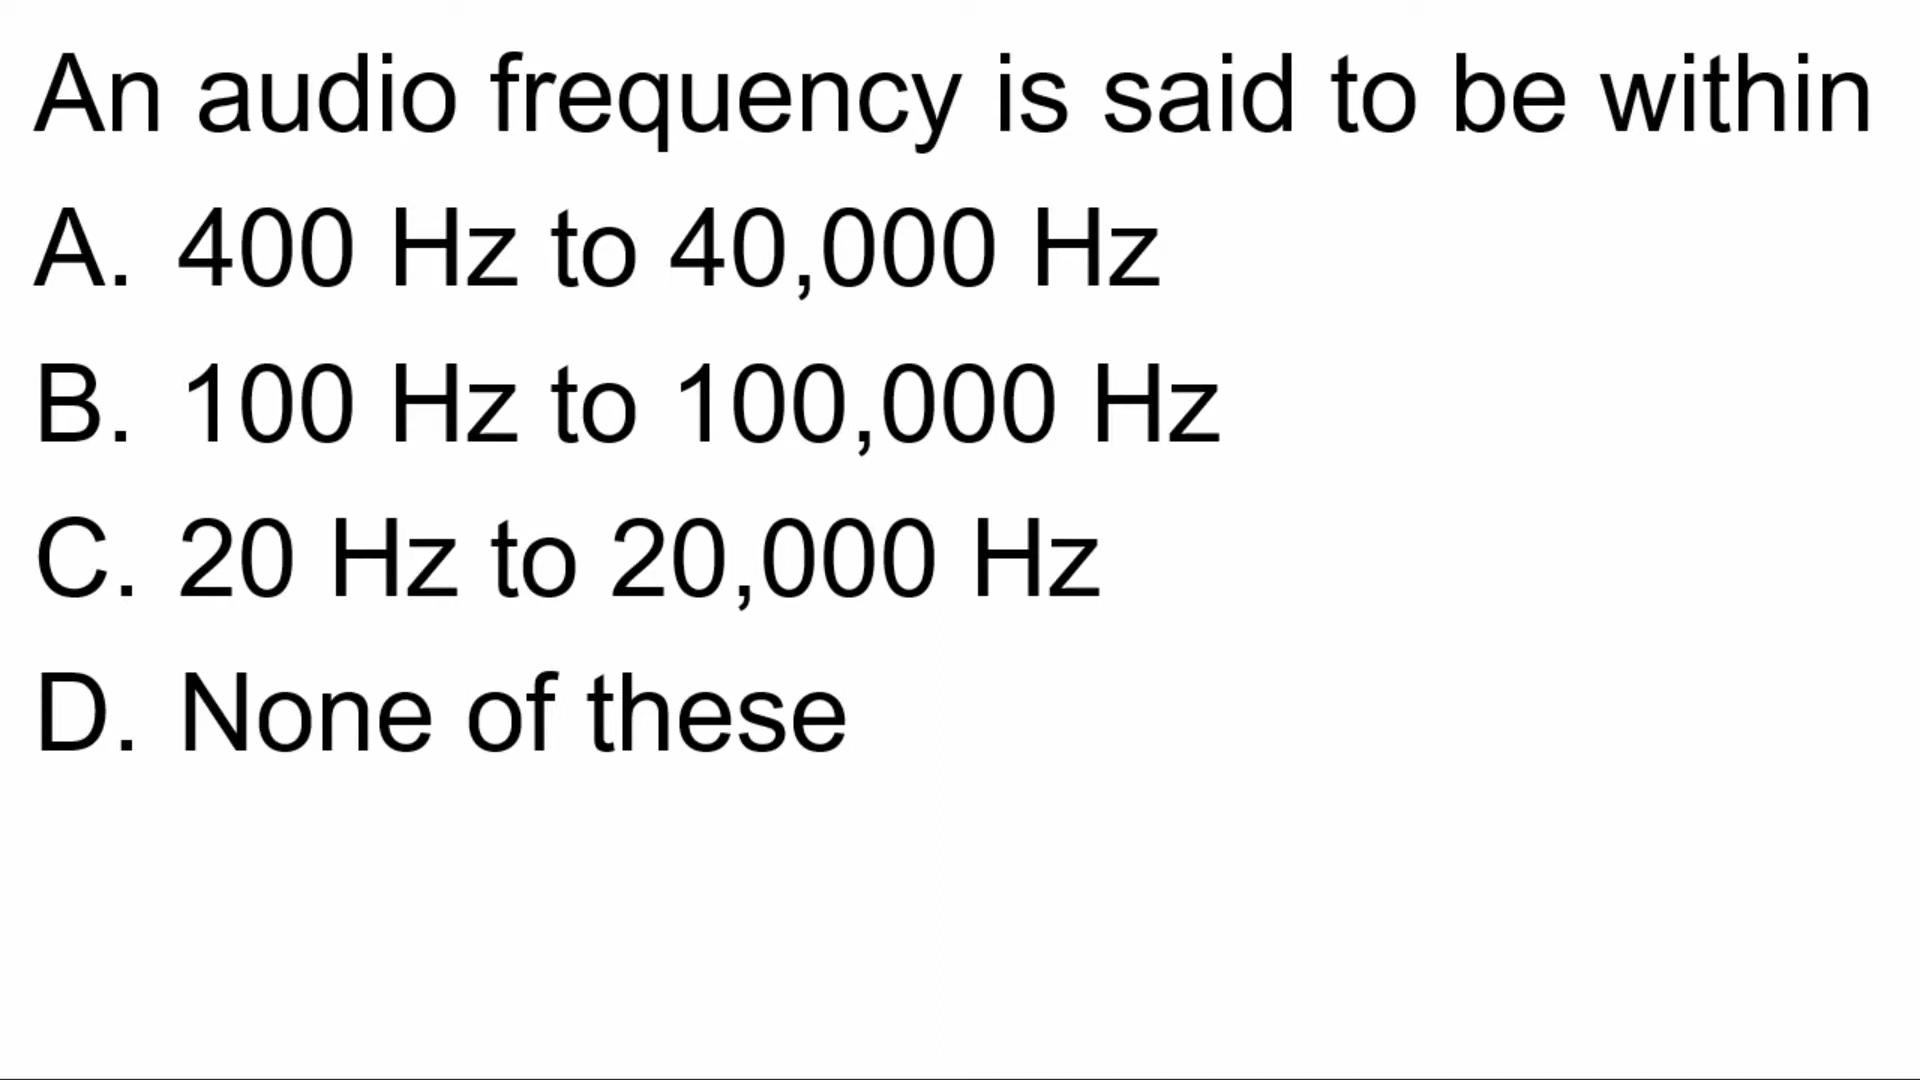 An audio frequency is said to be within
A. 400 Hz to 40,000 Hz
B. 100 Hz to 100,000 Hz
C. 20 Hz to 20,000 Hz
D. None of these